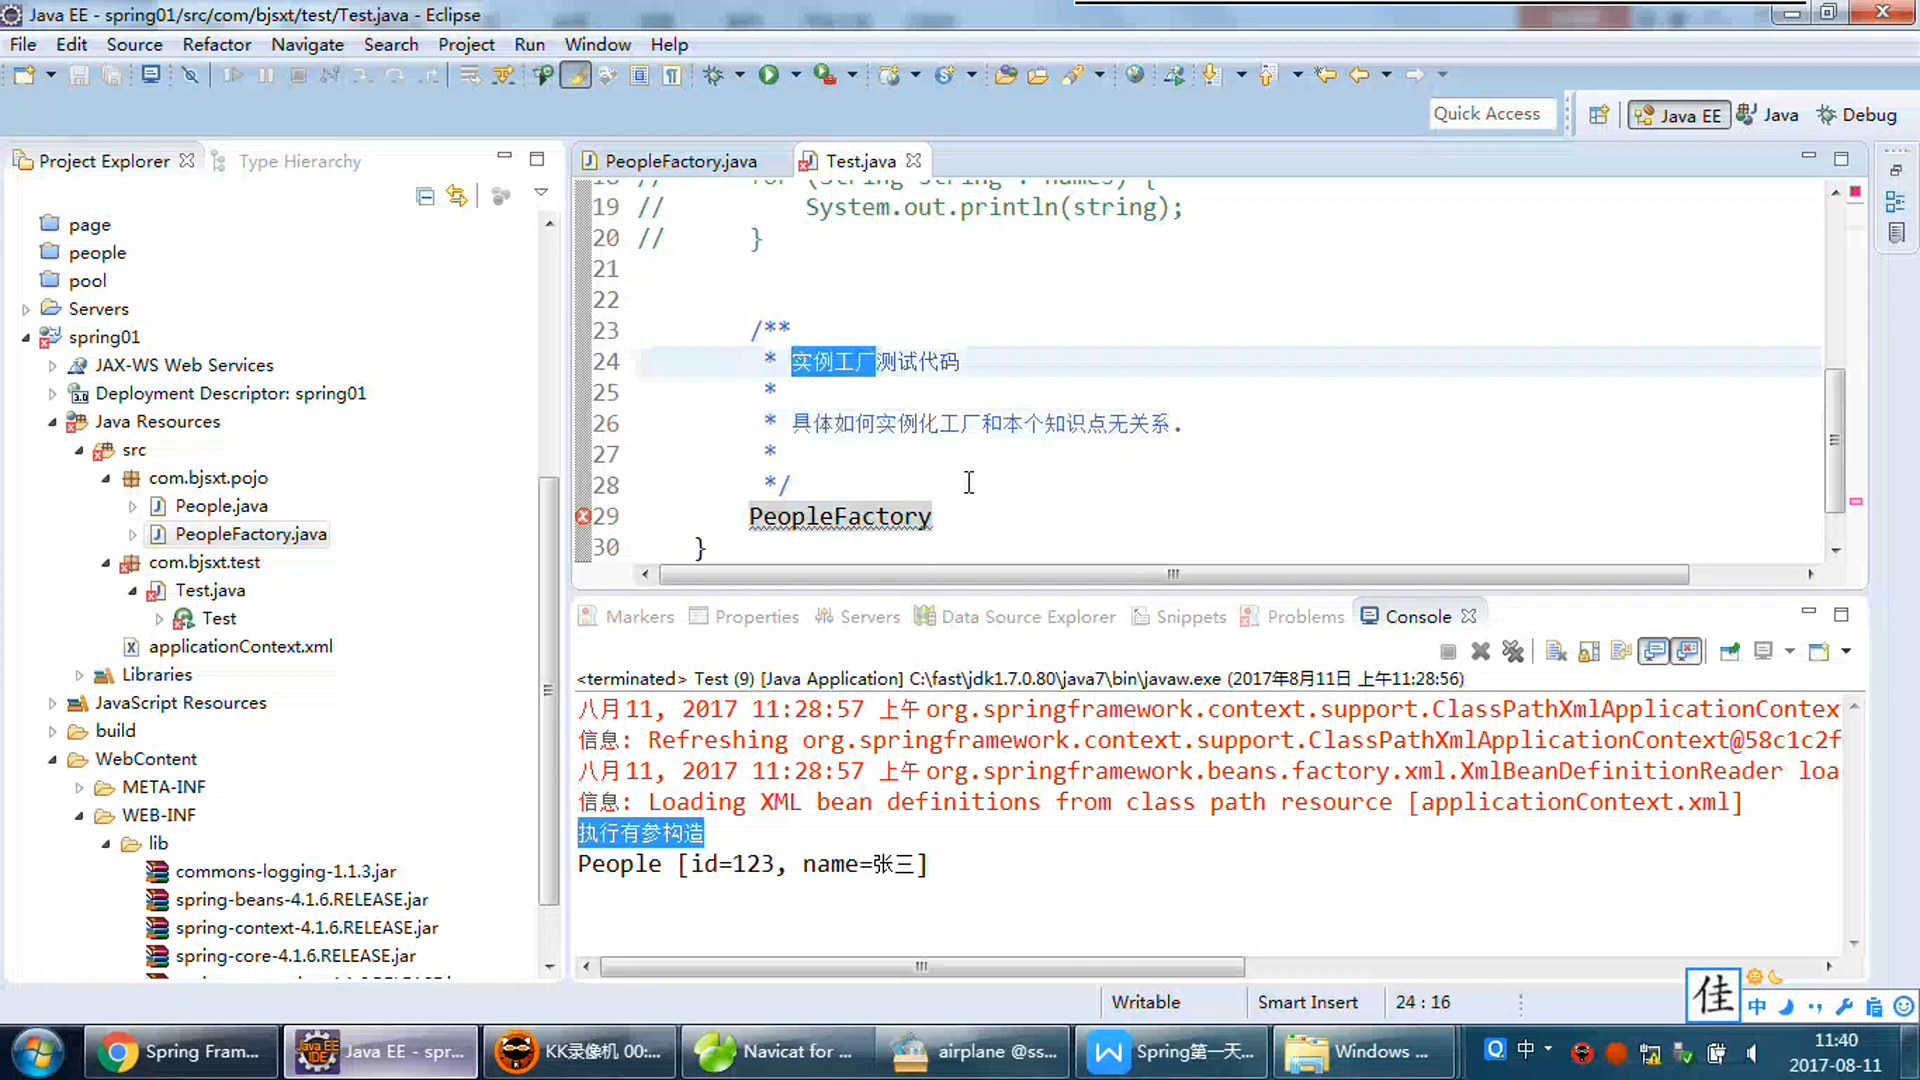 Java EE - spring01/src/com/bjsxt/test/Test.java - Eclipse
File Edit Source Refactor Navigate Search Project Run Window Help
Quick Access Java EE Java Debug
Project Explorer Type Hierarchy
page
people
pool
Servers
spring01
JAX-WS Web Services
Deployment Descriptor: spring01
Java Resources
src
com.bjsxt.pojo
People.java
PeopleFactory.java
com.bjsxt.test
Test.java
Test
applicationContext.xml
Libraries
JavaScript Resources
build
WebContent
META-INF
WEB-INF
lib
commons-logging-1.1.3.jar
spring-beans-4.1.6.RELEASE.jar
spring-context-4.1.6.RELEASE.jar
spring-core-4.1.6.RELEASE.jar
PeopleFactory.java Test.java
19 // System.out.println(string);
20 // }
21
22
23 /**
24 * 实例工厂测试代码
25 *
26 * 具体如何实例化工厂和本个知识点无关系.
27 *
28 */
29 PeopleFactory
30 }
Markers Properties Servers Data Source Explorer Snippets Problems Console
<terminated> Test (9) [Java Application] C:\fast\jdk1.7.0.80\java7\bin\javaw.exe (2017年8月11日 上午11:28:56)
八月 11, 2017 11:28:57 上午 org.springframework.context.support.ClassPathXmlApplicationContex
信息: Refreshing org.springframework.context.support.ClassPathXmlApplicationContext@58c1c2f
八月 11, 2017 11:28:57 上午 org.springframework.beans.factory.xml.XmlBeanDefinitionReader loa
信息: Loading XML bean definitions from class path resource [applicationContext.xml]
执行有参构造
People [id=123, name=张三]
Writable Smart Insert 24 : 16
佳 中
Spring Fram... Java EE - spr... KK录像机 00:... Navicat for ... airplane @ss... Spring第一天... Windows ... 中 11:40
2017-08-11